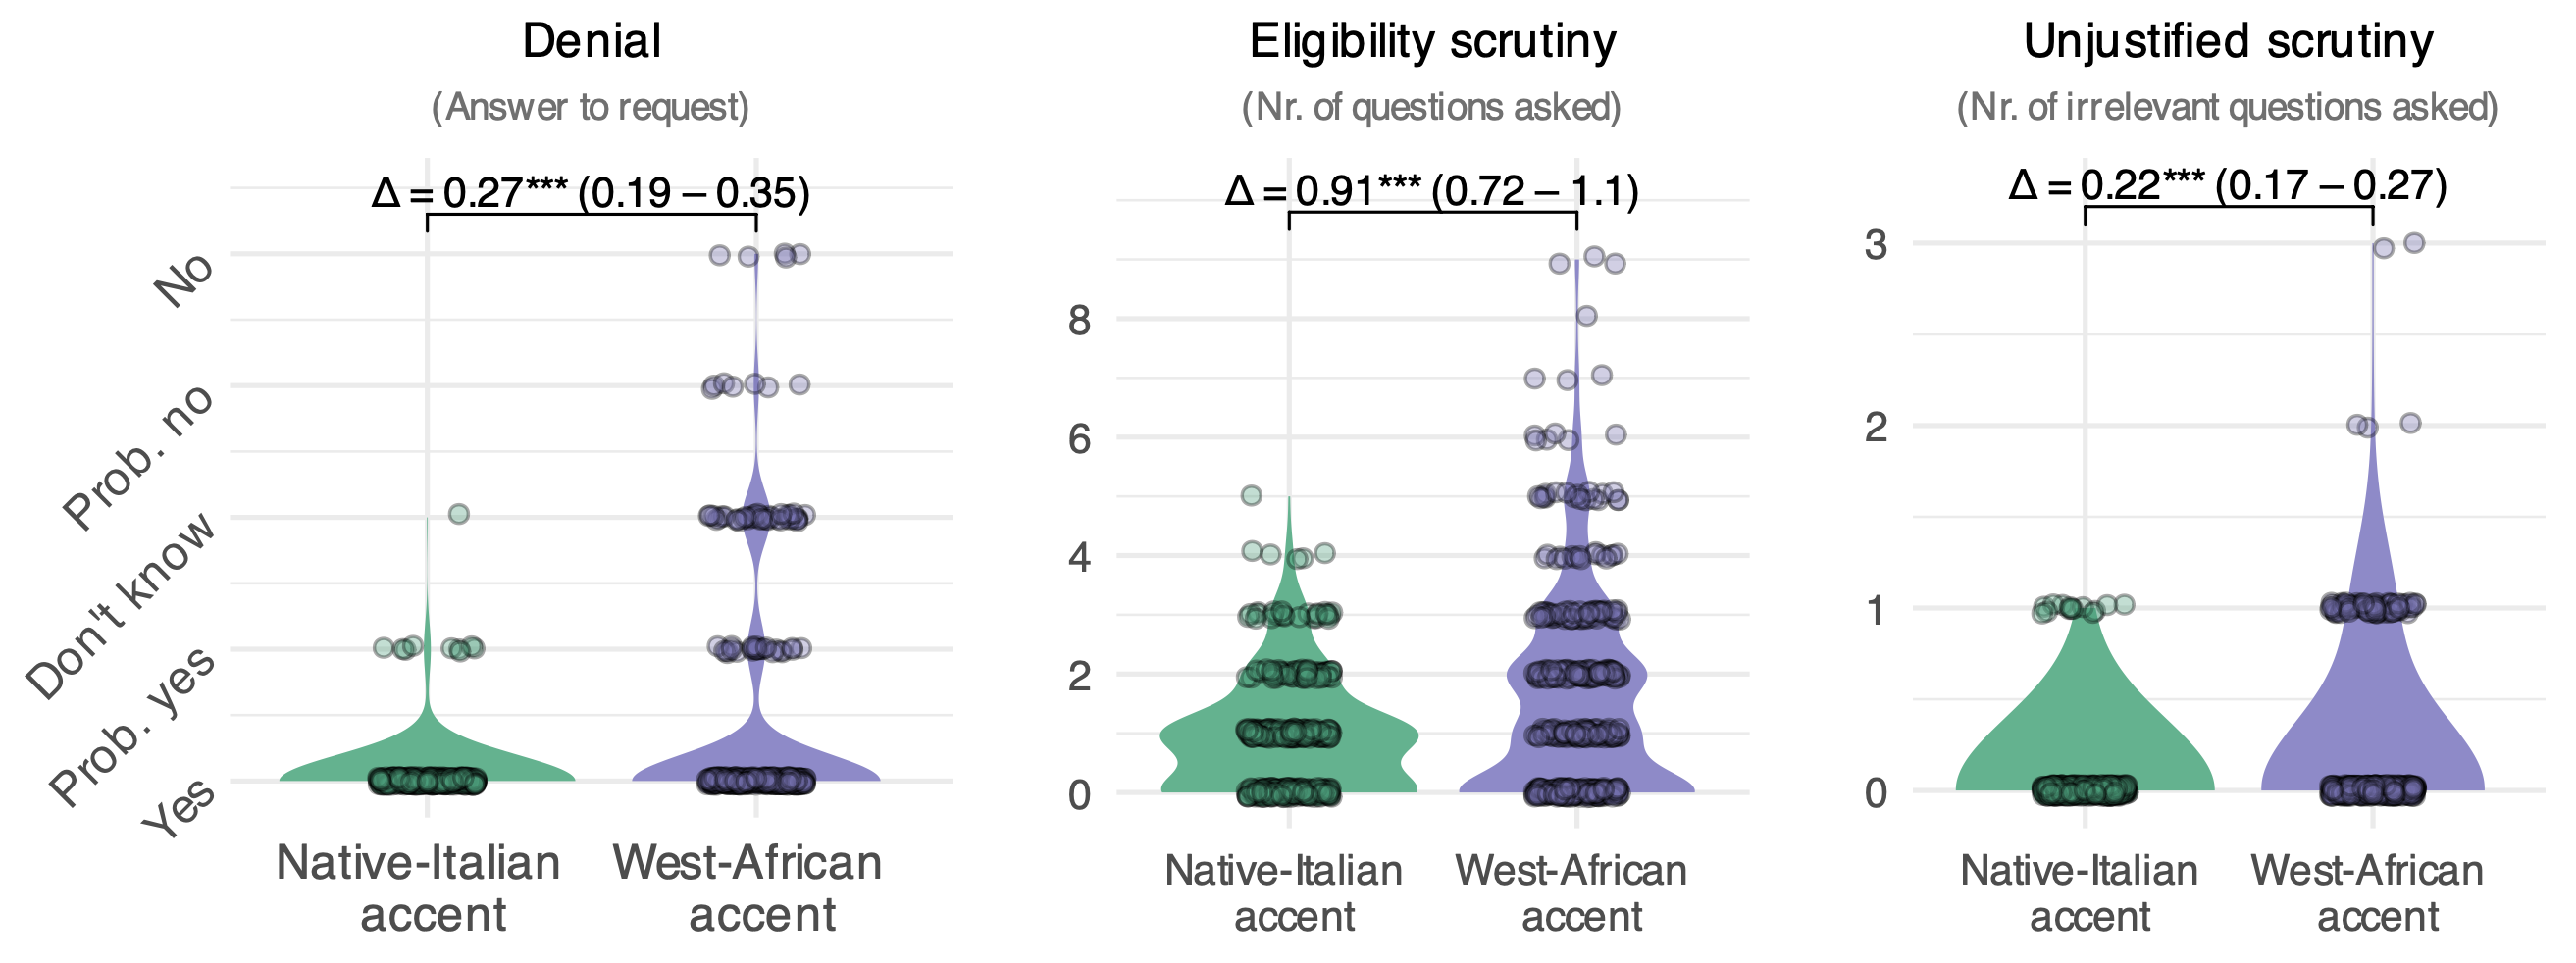 Denial
(Answer to request)
Δ = 0.27*** (0.19 – 0.35)
No
Prob. no
Don't know
Prob. yes
Yes
Native-Italian
accent
West-African
accent
Eligibility scrutiny
(Nr. of questions asked)
Δ = 0.91*** (0.72 – 1.1)
8
6
4
2
0
Native-Italian
accent
West-African
accent
Unjustified scrutiny
(Nr. of irrelevant questions asked)
Δ = 0.22*** (0.17 – 0.27)
3
2
1
0
Native-Italian
accent
West-African
accent